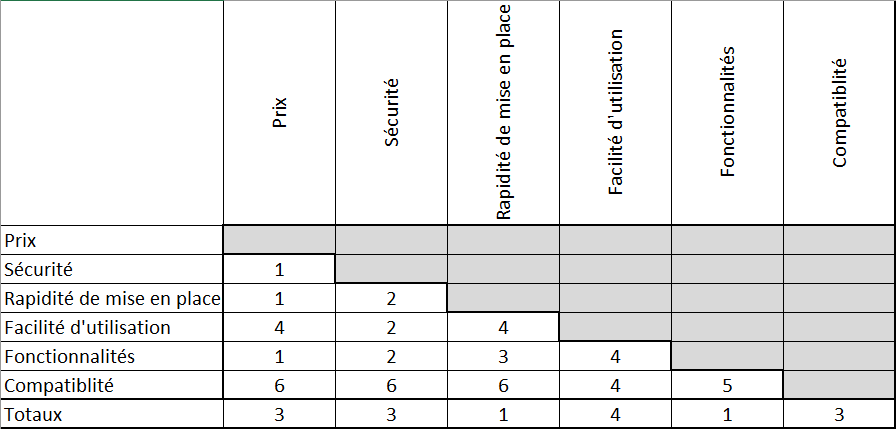 Prix Sécurité Rapidité de mise en place Facilité d'utilisation Fonctionnalités Compatiblité
Prix
Sécurité 1
Rapidité de mise en place 1 2
Facilité d'utilisation 4 2 4
Fonctionnalités 1 2 3 4
Compatiblité 6 6 6 4 5
Totaux 3 3 1 4 1 3